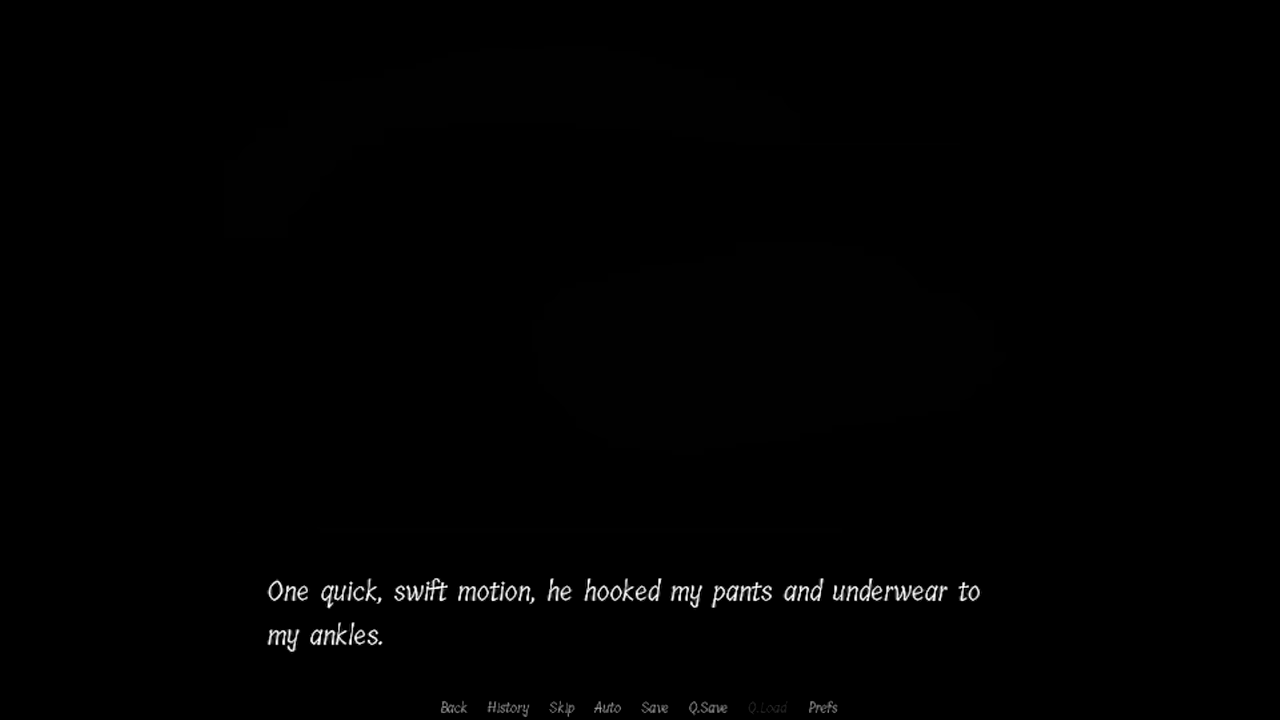 One quick, swift motion, he hooked my pants and underwear to
my ankles.
Back History Skip Auto Save Q.Save Q.Load Prefs